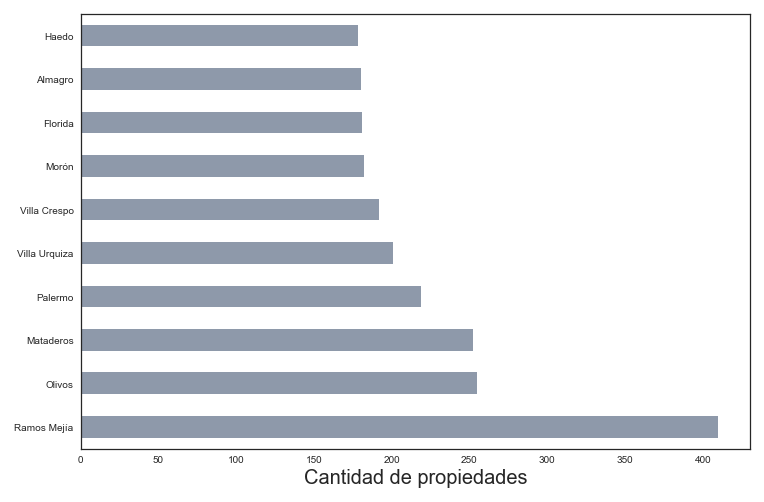 Haedo
Almagro
Florida
Morón
Villa Crespo
Villa Urquiza
Palermo
Mataderos
Olivos
Ramos Mejía
0 50 100 150 200 250 300 350 400
Cantidad de propiedades